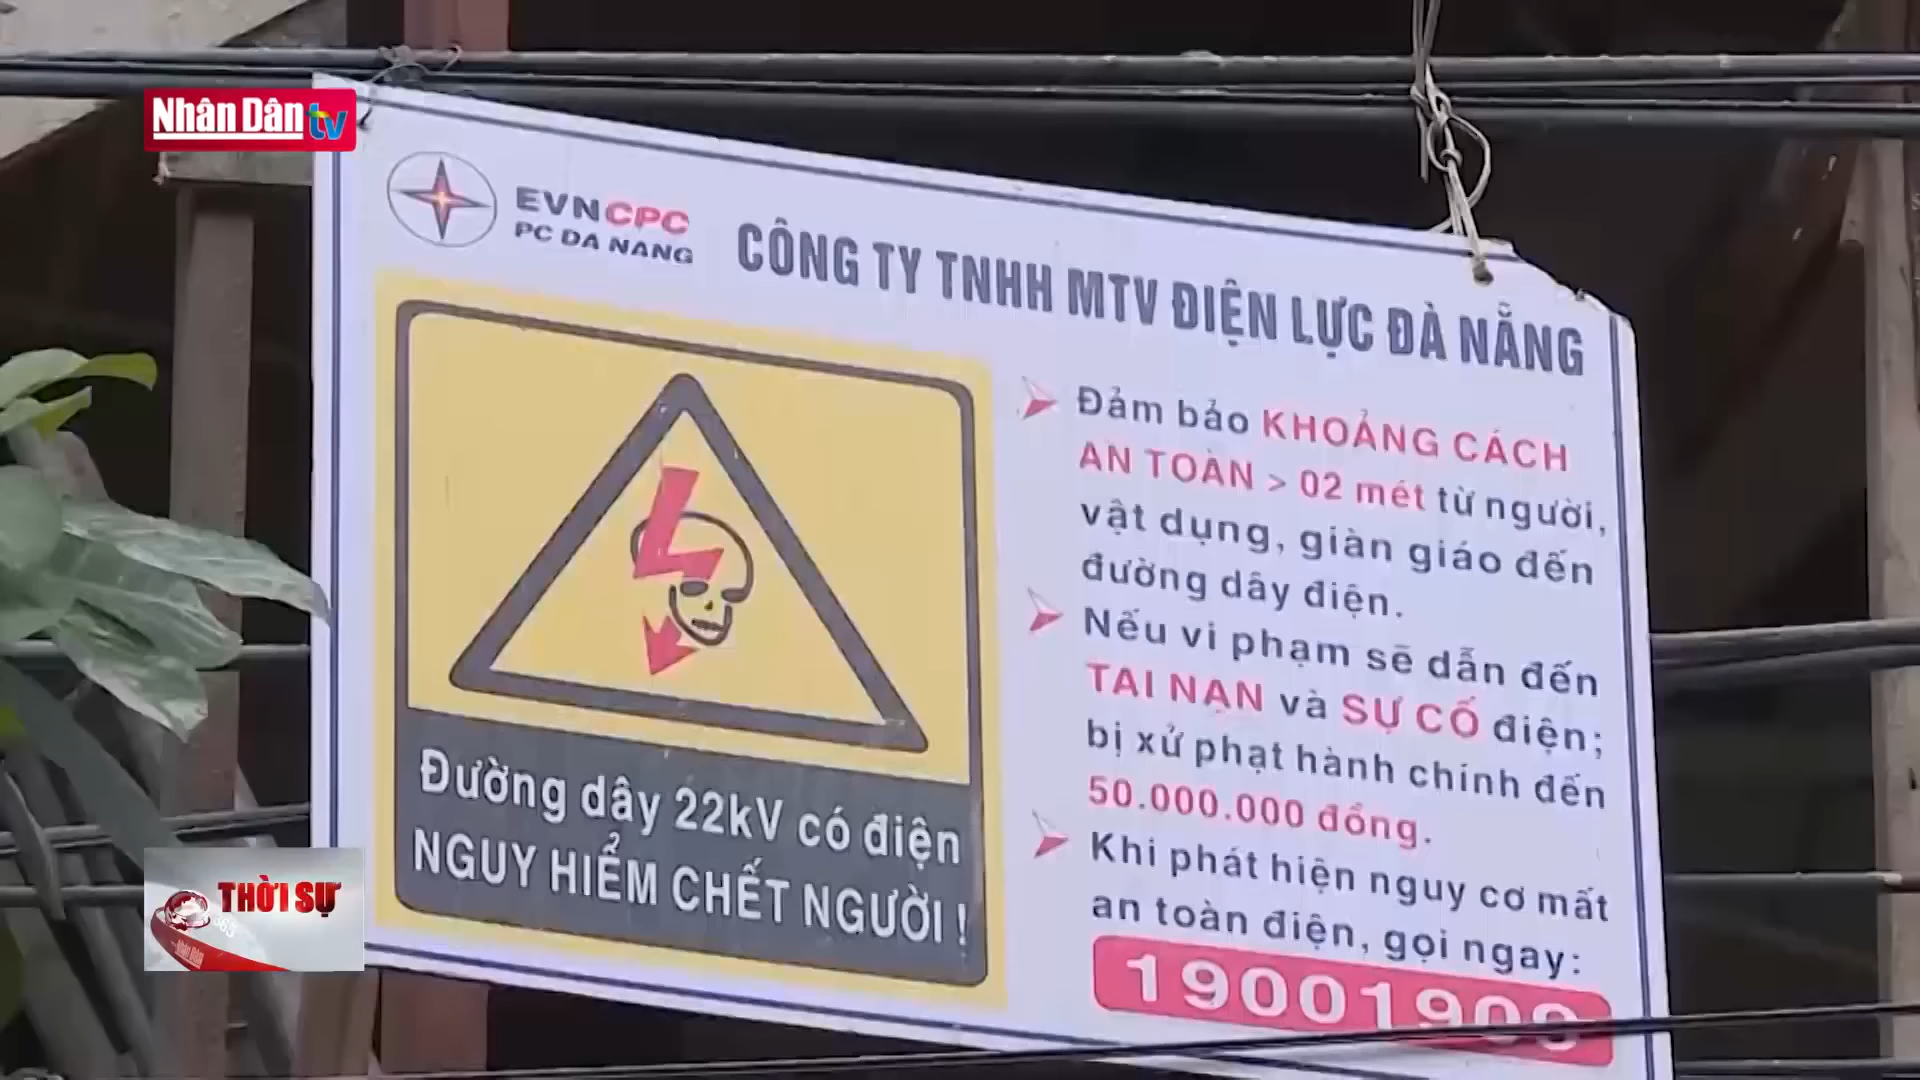 Nhân Dân tv
EVNCPC
PC DA NANG
CÔNG TY TNHH MTV ĐIỆN LỰC ĐÀ NẴNG
Đường dây 22kV có điện
NGUY HIỂM CHẾT NGƯỜI !
Đảm bảo KHOẢNG CÁCH
AN TOÀN > 02 mét từ người,
vật dụng, giàn giáo đến
đường dây điện.
Nếu vi phạm sẽ dẫn đến
TAI NẠN và SỰ CỐ điện;
bị xử phạt hành chính đến
50.000.000 đồng.
Khi phát hiện nguy cơ mất
an toàn điện, gọi ngay:
19001909
THỜI SỰ
365
Nhân Dân